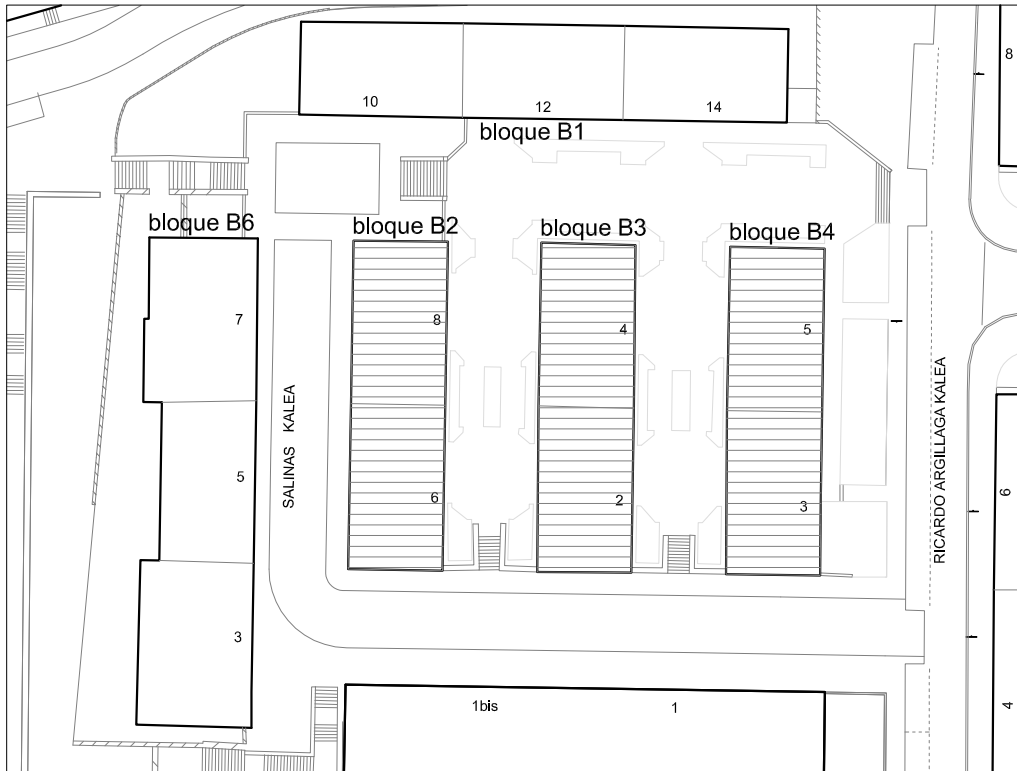 8
10
12
14
bloque B1
bloque B6
bloque B2
bloque B3
bloque B4
7
8
4
5
SALINAS KALEA
RICARDO ARGILLAGA KALEA
5
6
2
3
6
3
1bis
1
4